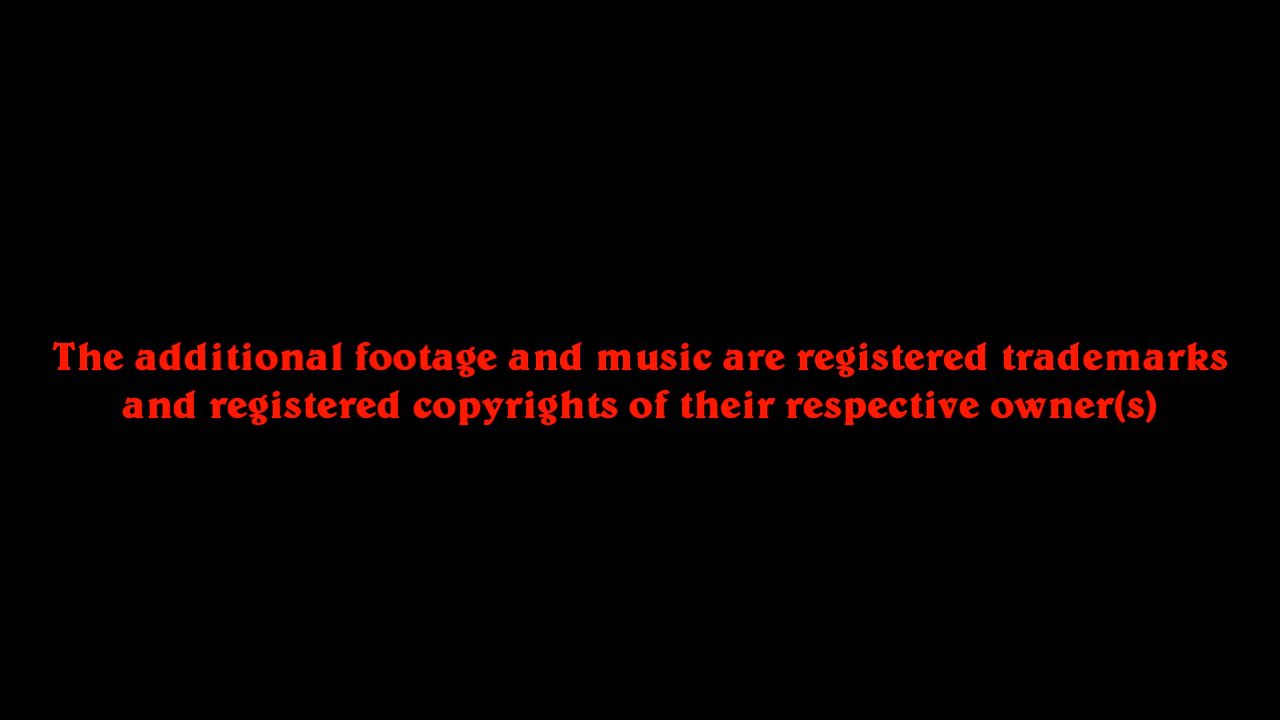 The additional footage and music are registered trademarks
and registered copyrights of their respective owner(s)